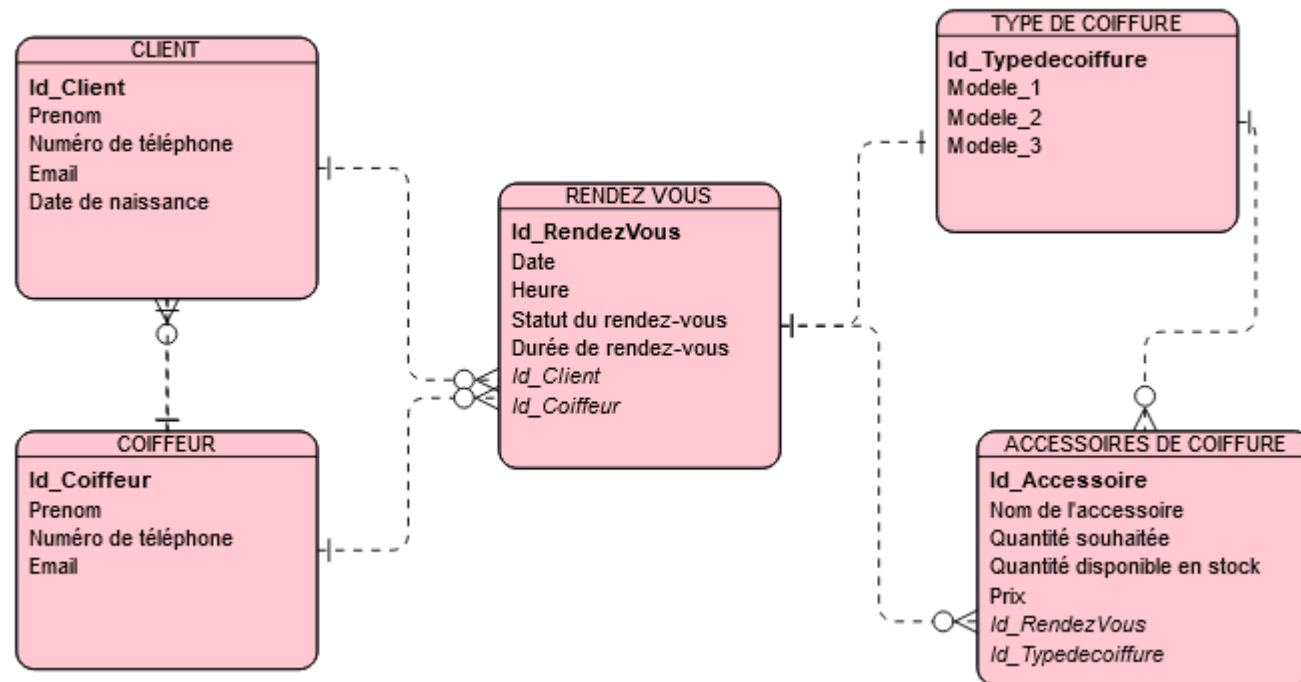 CLIENT
Id_Client
Prenom
Numéro de téléphone
Email
Date de naissance
COIFFEUR
Id_Coiffeur
Prenom
Numéro de téléphone
Email
RENDEZ VOUS
Id_RendezVous
Date
Heure
Statut du rendez-vous
Durée de rendez-vous
Id_Client
Id_Coiffeur
TYPE DE COIFFURE
Id_Typedecoiffure
Modele_1
Modele_2
Modele_3
ACCESSOIRES DE COIFFURE
Id_Accessoire
Nom de l'accessoire
Quantité souhaitée
Quantité disponible en stock
Prix
Id_RendezVous
Id_Typedecoiffure